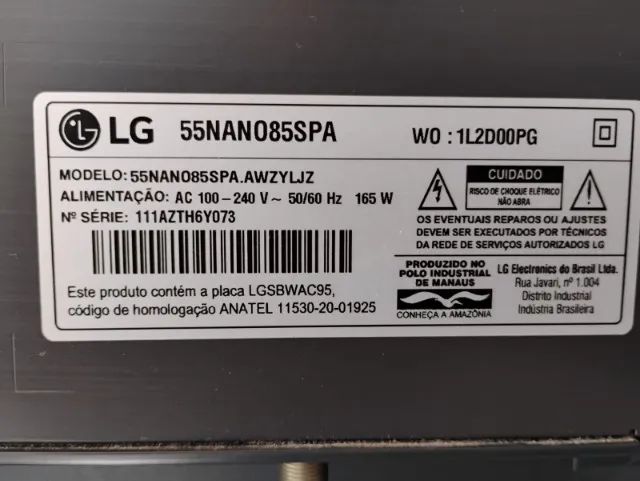 LG 55NANO85SPA WO : 1L2D00PG
MODELO: 55NANO85SPA.AWZYLJZ
ALIMENTAÇÃO: AC 100 – 240 V ~ 50/60 Hz 165 W
Nº SÉRIE: 111AZTH6Y073
CUIDADO
RISCO DE CHOQUE ELÉTRICO
NÃO ABRA
OS EVENTUAIS REPAROS OU AJUSTES
DEVEM SER EXECUTADOS POR TÉCNICOS
DA REDE DE SERVIÇOS AUTORIZADOS LG
Este produto contém a placa LGSBWAC95,
código de homologação ANATEL 11530-20-01925
PRODUZIDO NO
POLO INDUSTRIAL
DE MANAUS
CONHEÇA A AMAZÔNIA
LG Electronics do Brasil Ltda.
Rua Javari, nº 1.004
Distrito Industrial
Indústria Brasileira